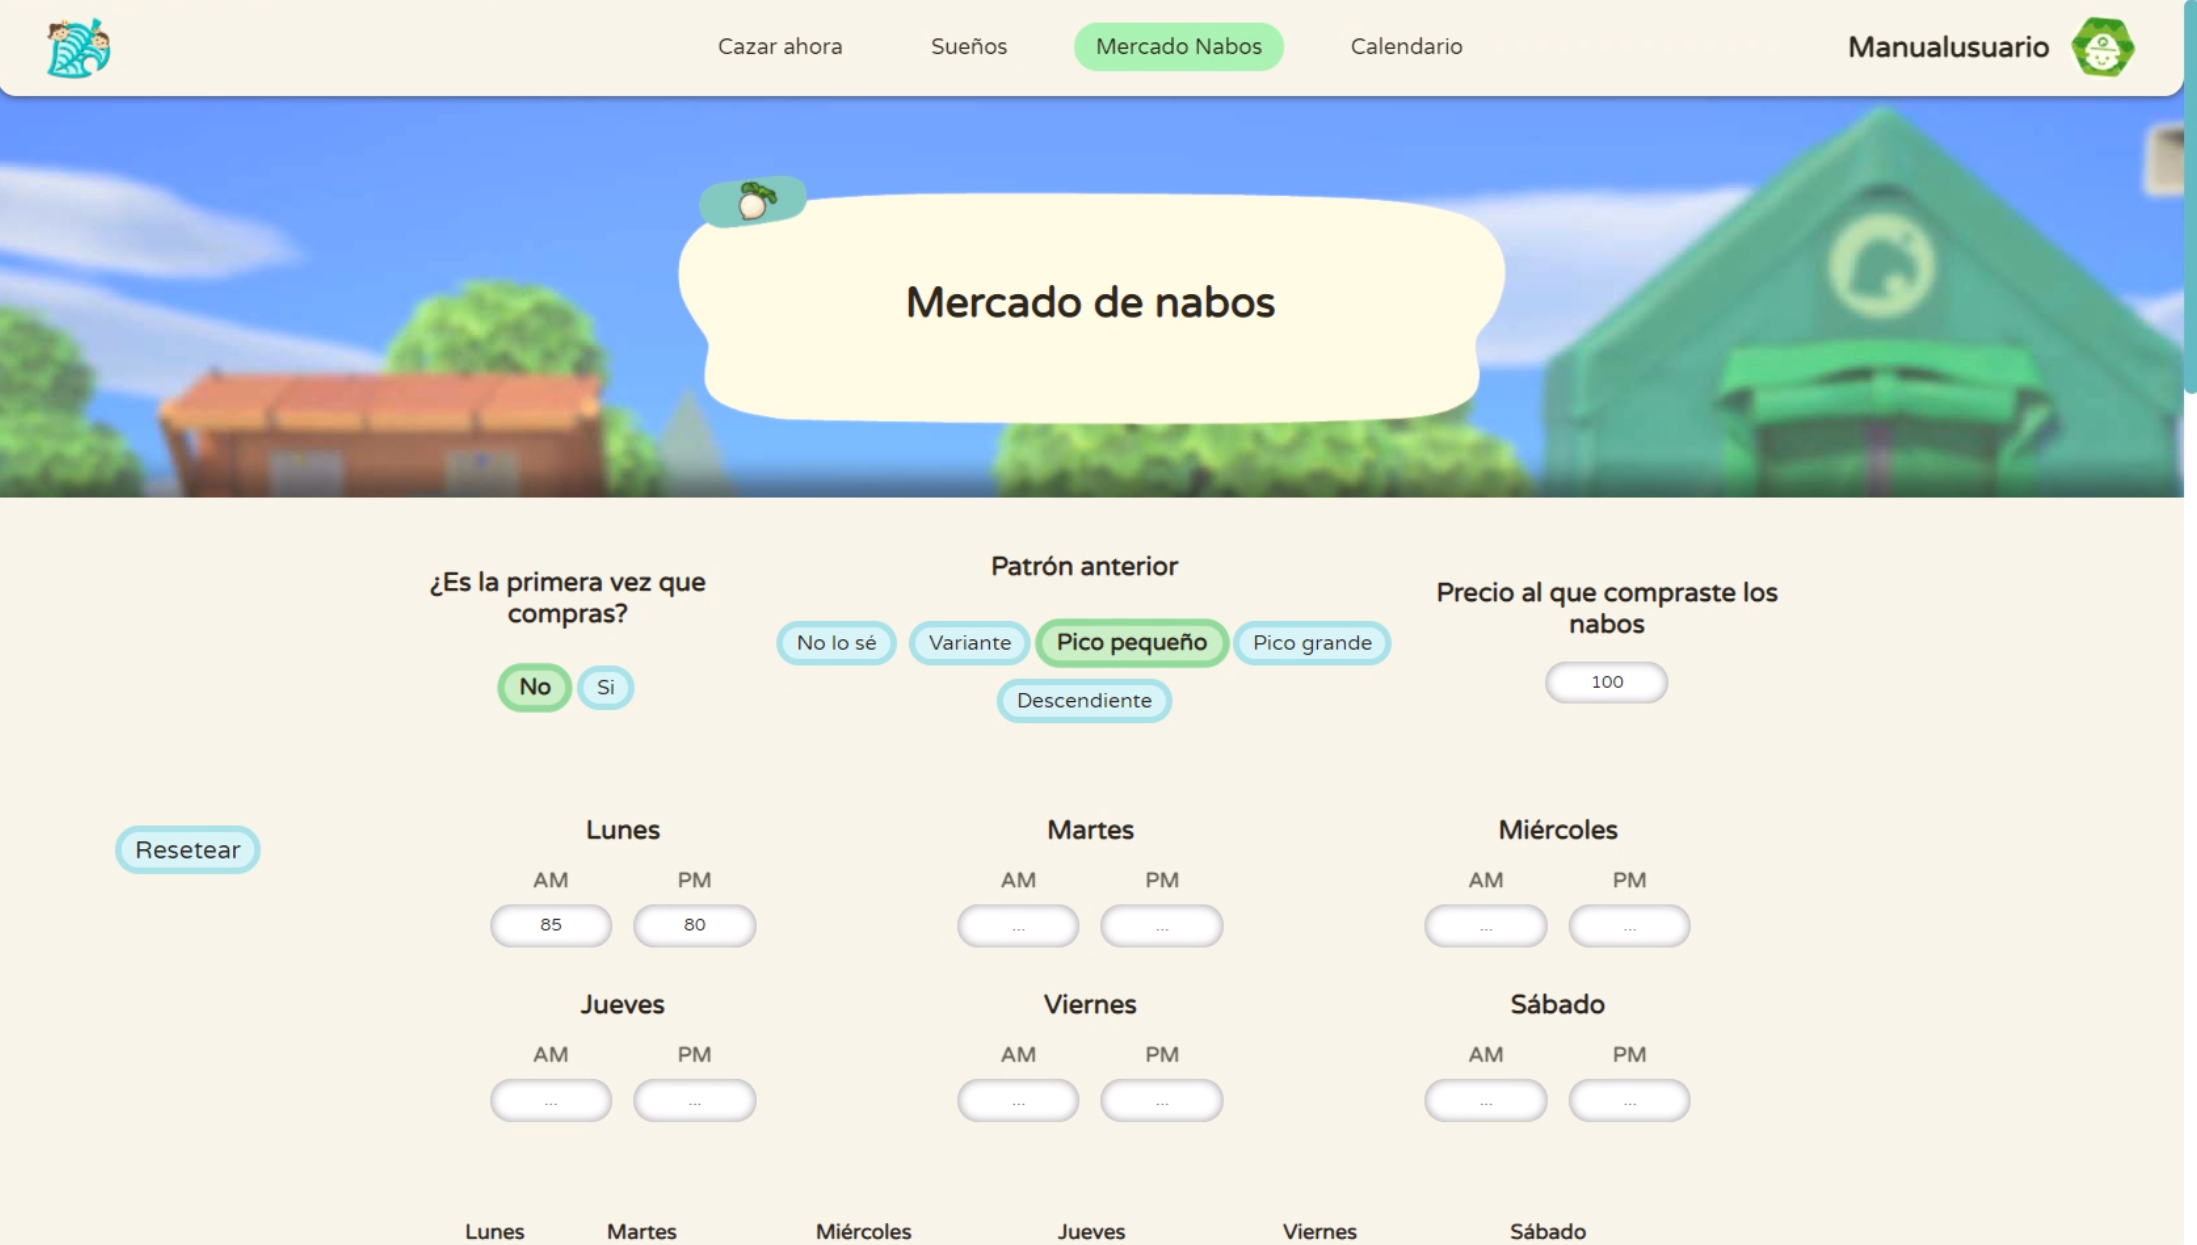 Cazar ahora
Sueños
Mercado Nabos
Calendario
Manualusuario
Mercado de nabos
¿Es la primera vez que
compras?
No
Si
Patrón anterior
No lo sé
Variante
Pico pequeño
Pico grande
Descendiente
Precio al que compraste los
nabos
100
Resetear
Lunes
AM
PM
85
80
Martes
AM
PM
...
...
Miércoles
AM
PM
...
...
Jueves
AM
PM
...
...
Viernes
AM
PM
...
...
Sábado
AM
PM
...
...
Lunes
Martes
Miércoles
Jueves
Viernes
Sábado